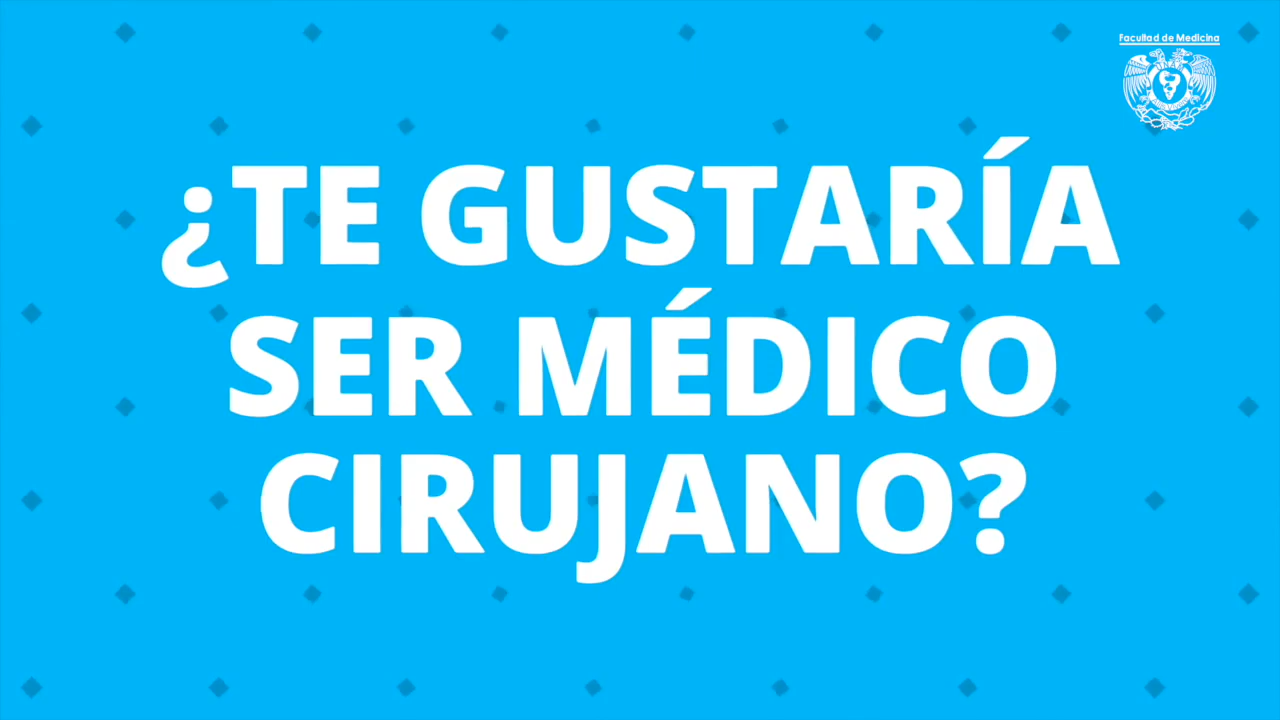 Facultad de Medicina
¿TE GUSTARÍA
SER MÉDICO
CIRUJANO?